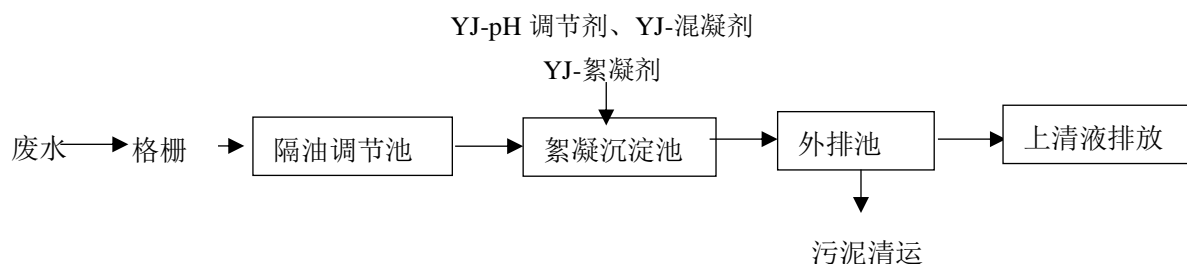 YJ-pH 调节剂、YJ-混凝剂
YJ-絮凝剂
废水
格栅
隔油调节池
絮凝沉淀池
外排池
上清液排放
污泥清运